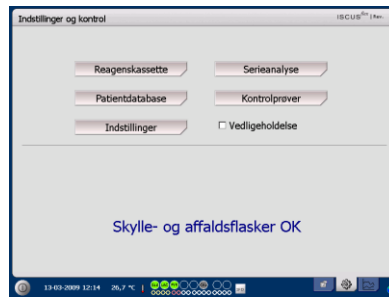 Indstillinger og kontrol
ISCUS flex
Reagenskassette
Serieanalyse
Patientdatabase
Kontrolprøver
Indstillinger
Vedligeholdelse
Skylle- og affaldsflasker OK
13-03-2009 12:14 26,7 °C